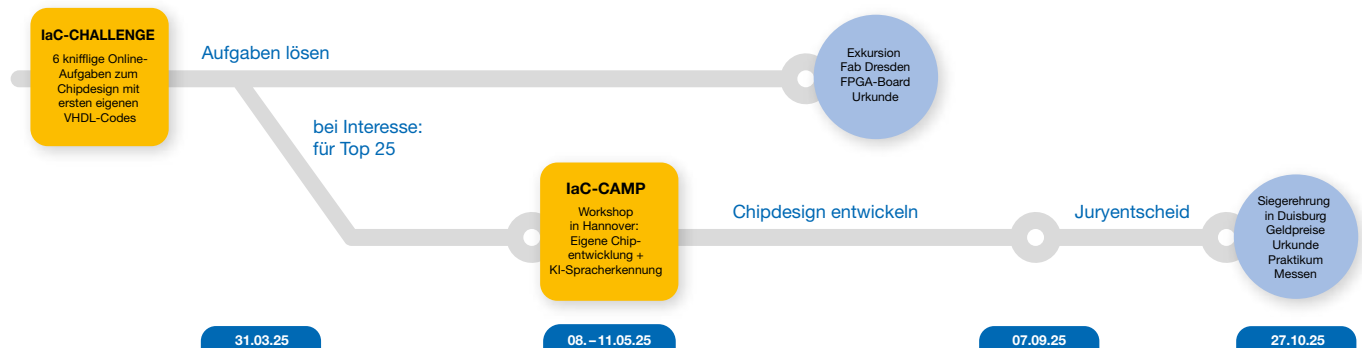 IaC-CHALLENGE
6 knifflige Online-
Aufgaben zum
Chipdesign mit
ersten eigenen
VHDL-Codes
Aufgaben lösen
bei Interesse:
für Top 25
Exkursion
Fab Dresden
FPGA-Board
Urkunde
IaC-CAMP
Workshop
in Hannover:
Eigene Chip-
entwicklung +
KI-Spracherkennung
Chipdesign entwickeln
Juryentscheid
Siegerehrung
in Duisburg
Geldpreise
Urkunde
Praktikum
Messen
31.03.25
08. – 11.05.25
07.09.25
27.10.25